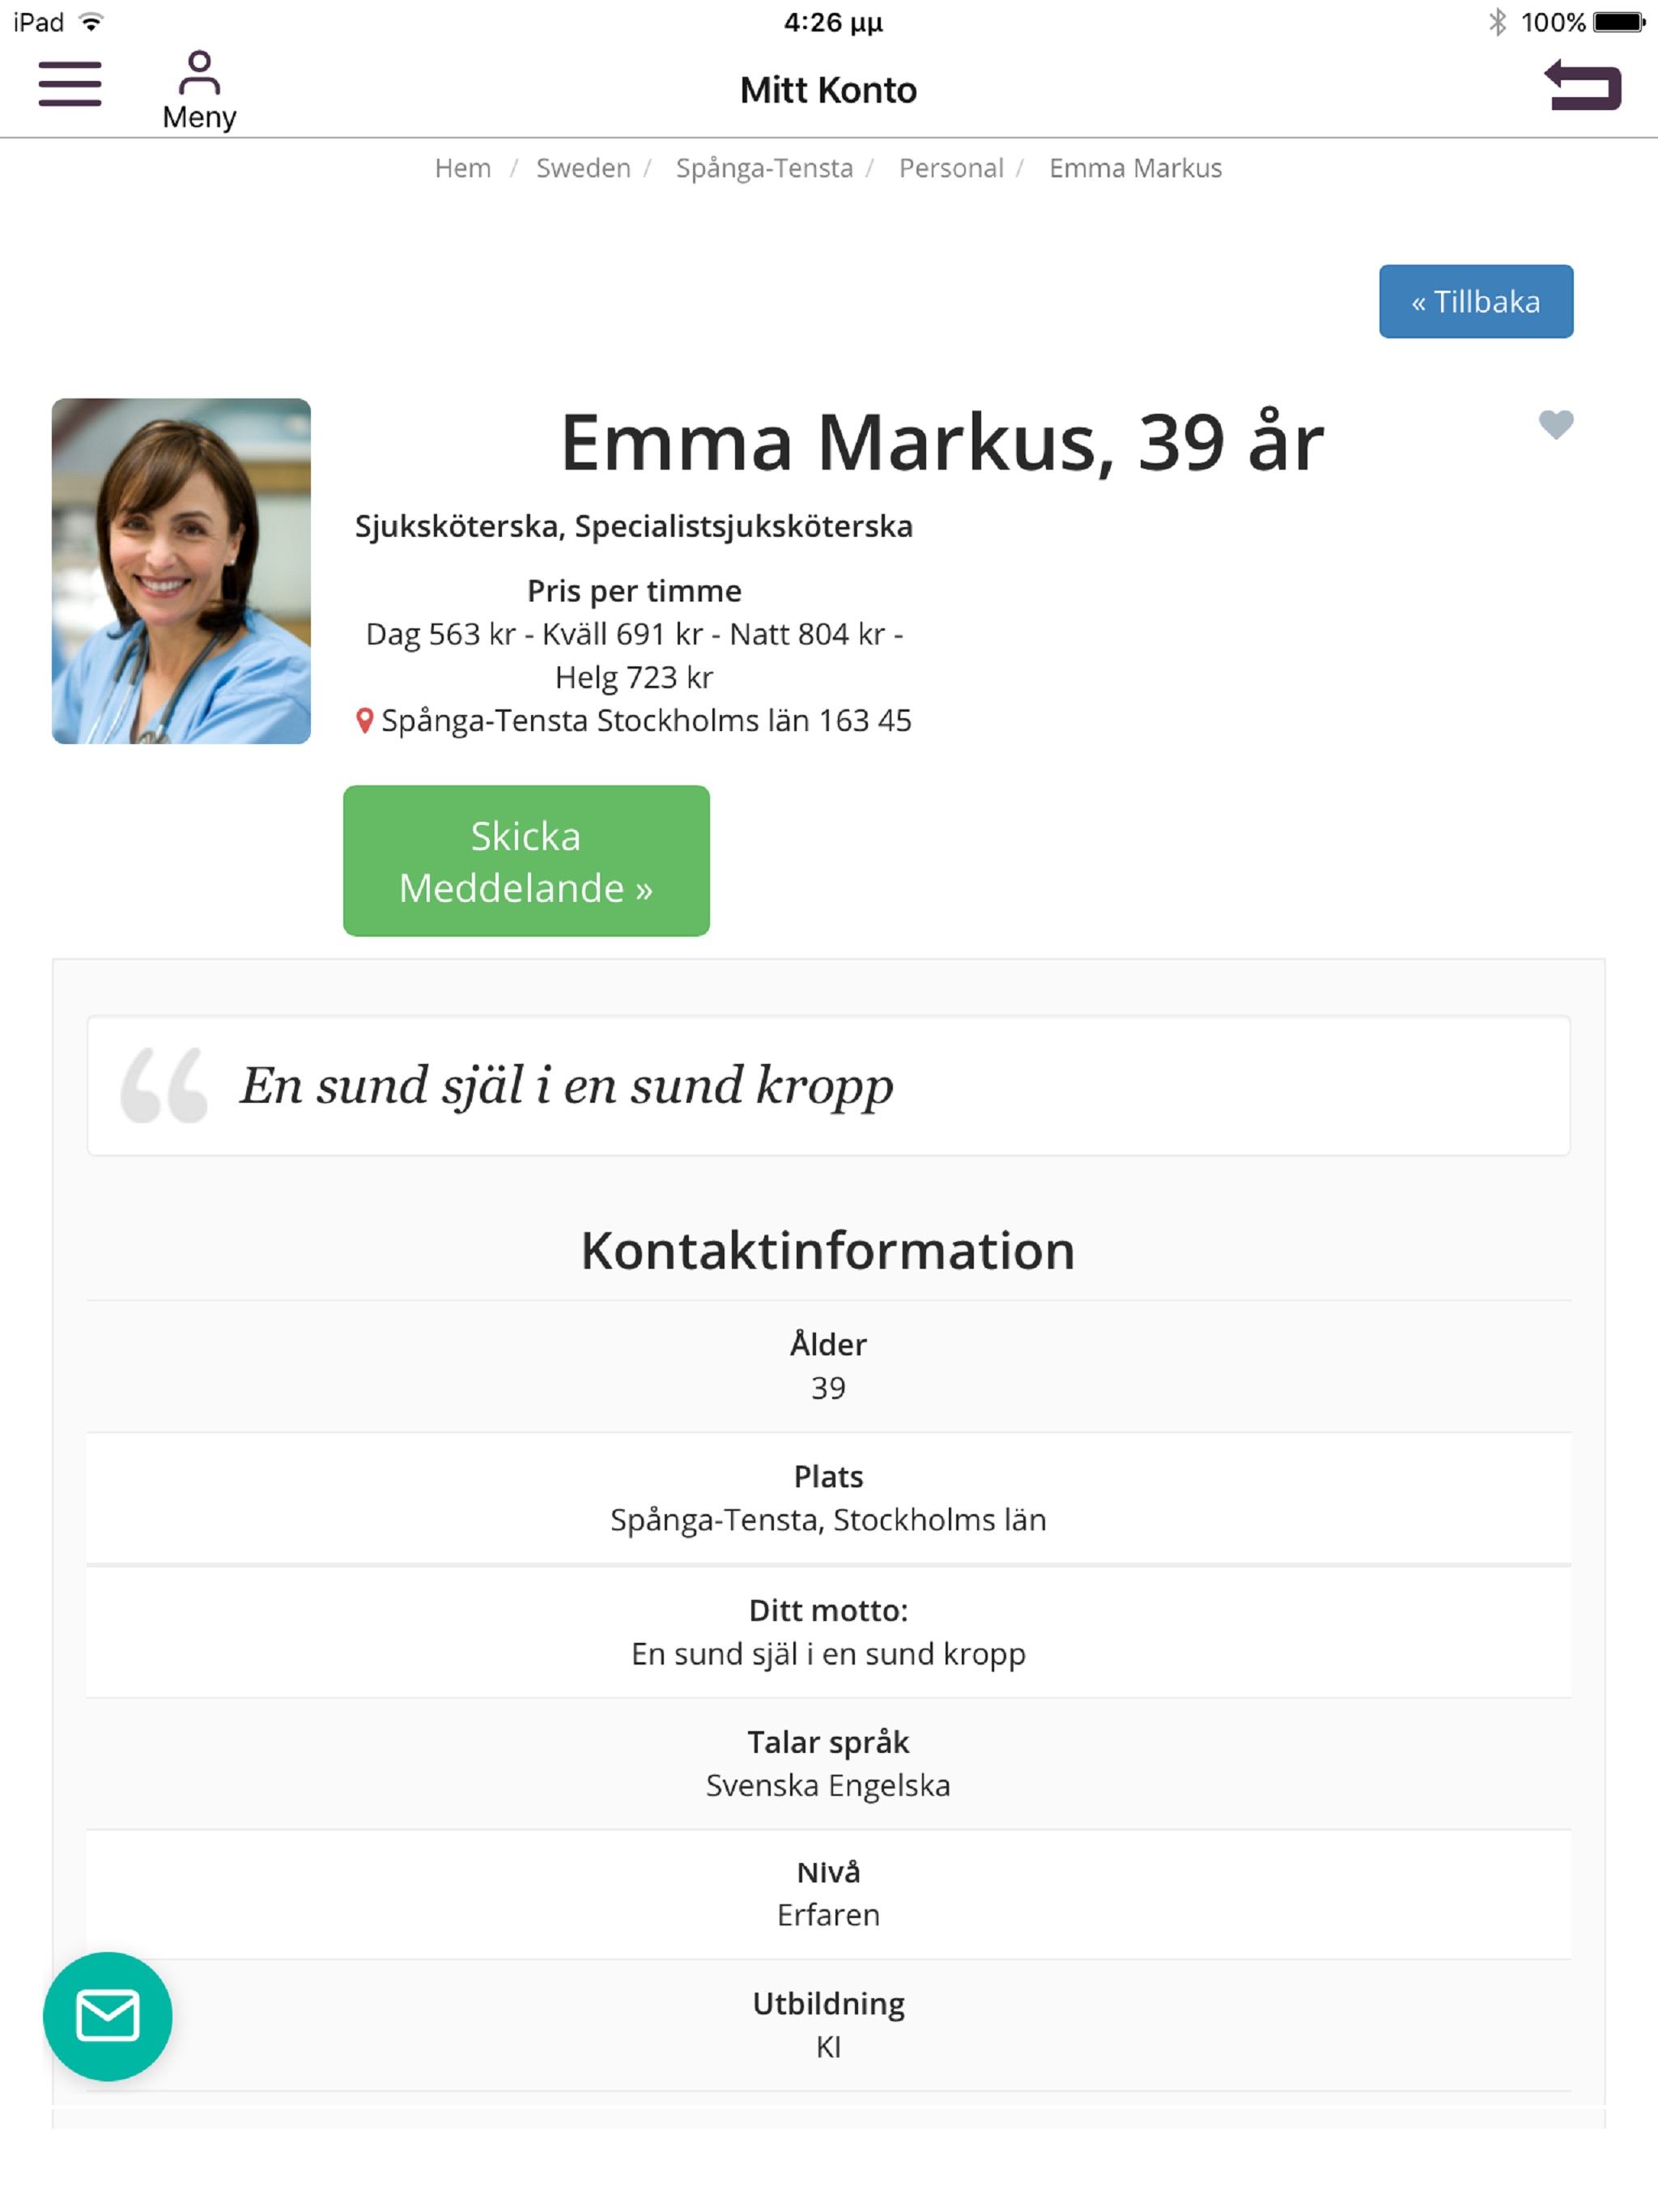 iPad 4:26 μμ 100%
Meny
Mitt Konto
Hem / Sweden / Spånga-Tensta / Personal / Emma Markus
« Tillbaka
Emma Markus, 39 år
Sjuksköterska, Specialistsjuksköterska
Pris per timme
Dag 563 kr - Kväll 691 kr - Natt 804 kr -
Helg 723 kr
Spånga-Tensta Stockholms län 163 45
Skicka
Meddelande »
“ En sund själ i en sund kropp
Kontaktinformation
Ålder
39
Plats
Spånga-Tensta, Stockholms län
Ditt motto:
En sund själ i en sund kropp
Talar språk
Svenska Engelska
Nivå
Erfaren
Utbildning
KI